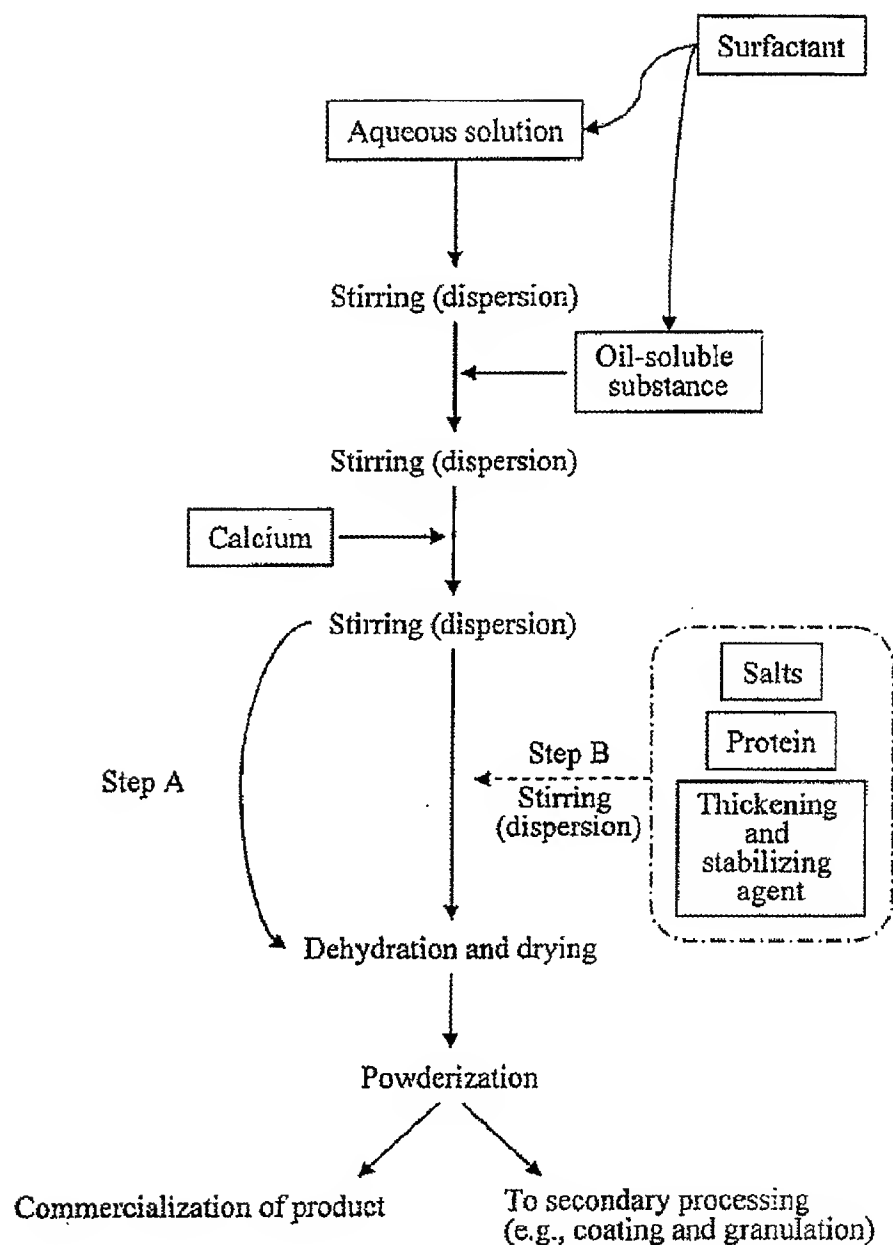 Surfactant
Aqueous solution
Stirring (dispersion)
Oil-soluble
substance
Stirring (dispersion)
Calcium
Stirring (dispersion)
Salts
Protein
Step B
Step A
Stirring
(dispersion)
Thickening
and
stabilizing
agent
Dehydration and drying
Powderization
Commercialization of product
To secondary processing
(e.g., coating and granulation)